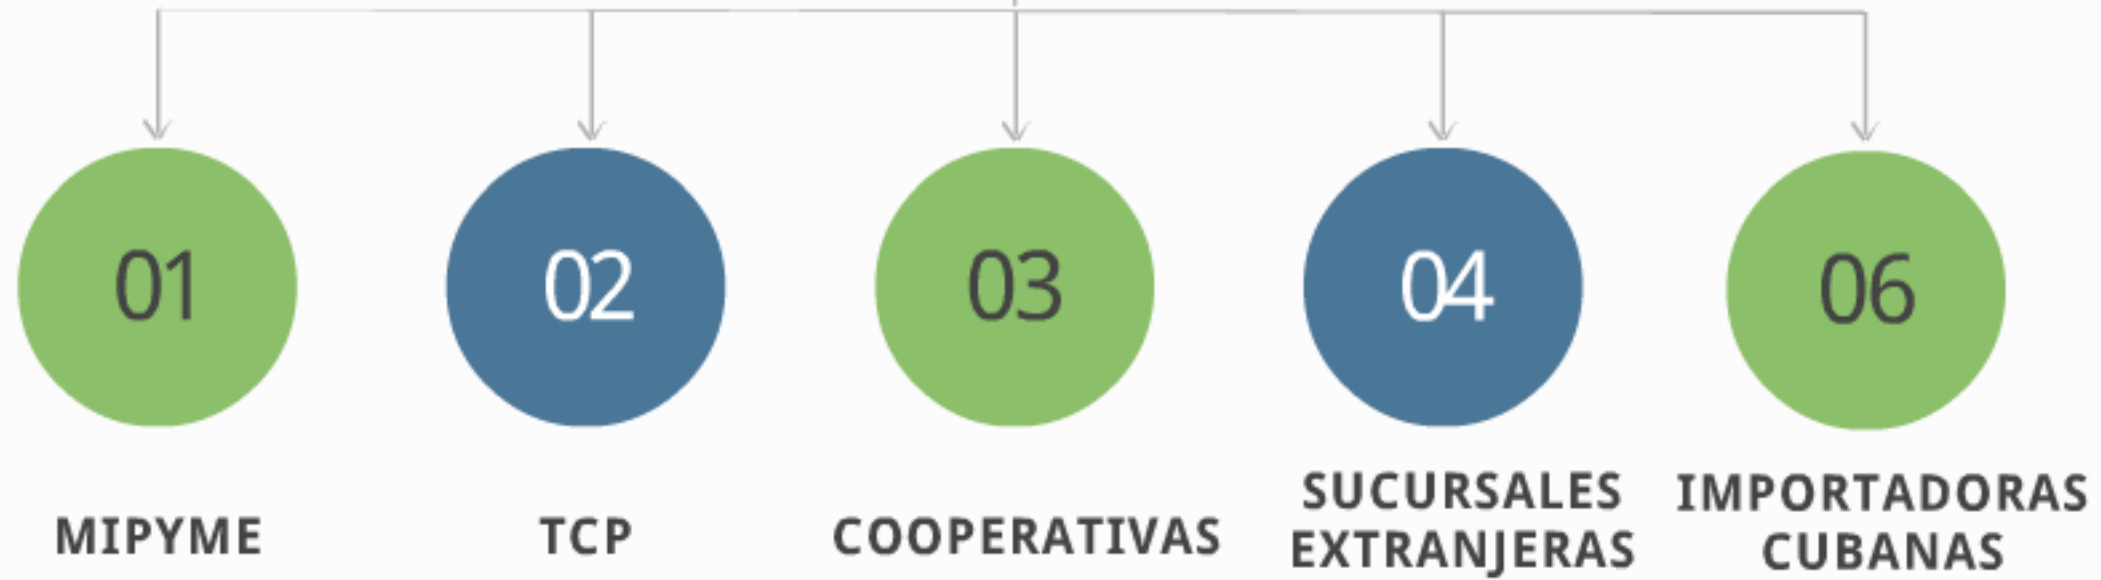 01
02
03
04
06
MIPYME
TCP
COOPERATIVAS
SUCURSALES
EXTRANJERAS
IMPORTADORAS
CUBANAS